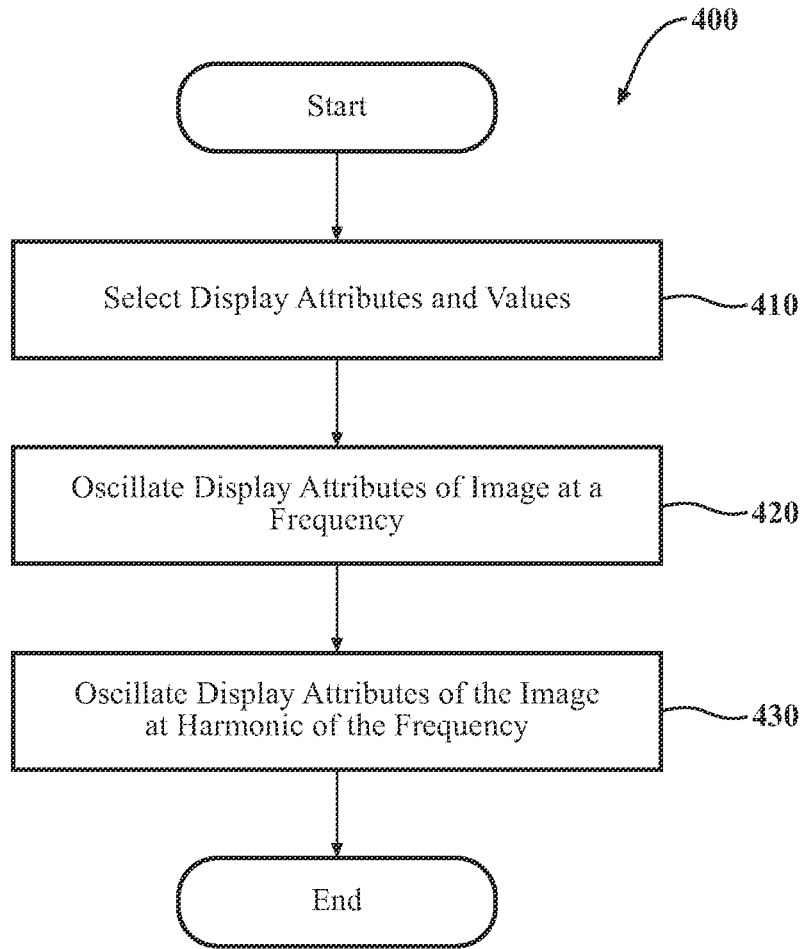 400
Start
Select Display Attributes and Values
410
Oscillate Display Attributes of Image at a
Frequency
420
Oscillate Display Attributes of the Image
at Harmonic of the Frequency
430
End